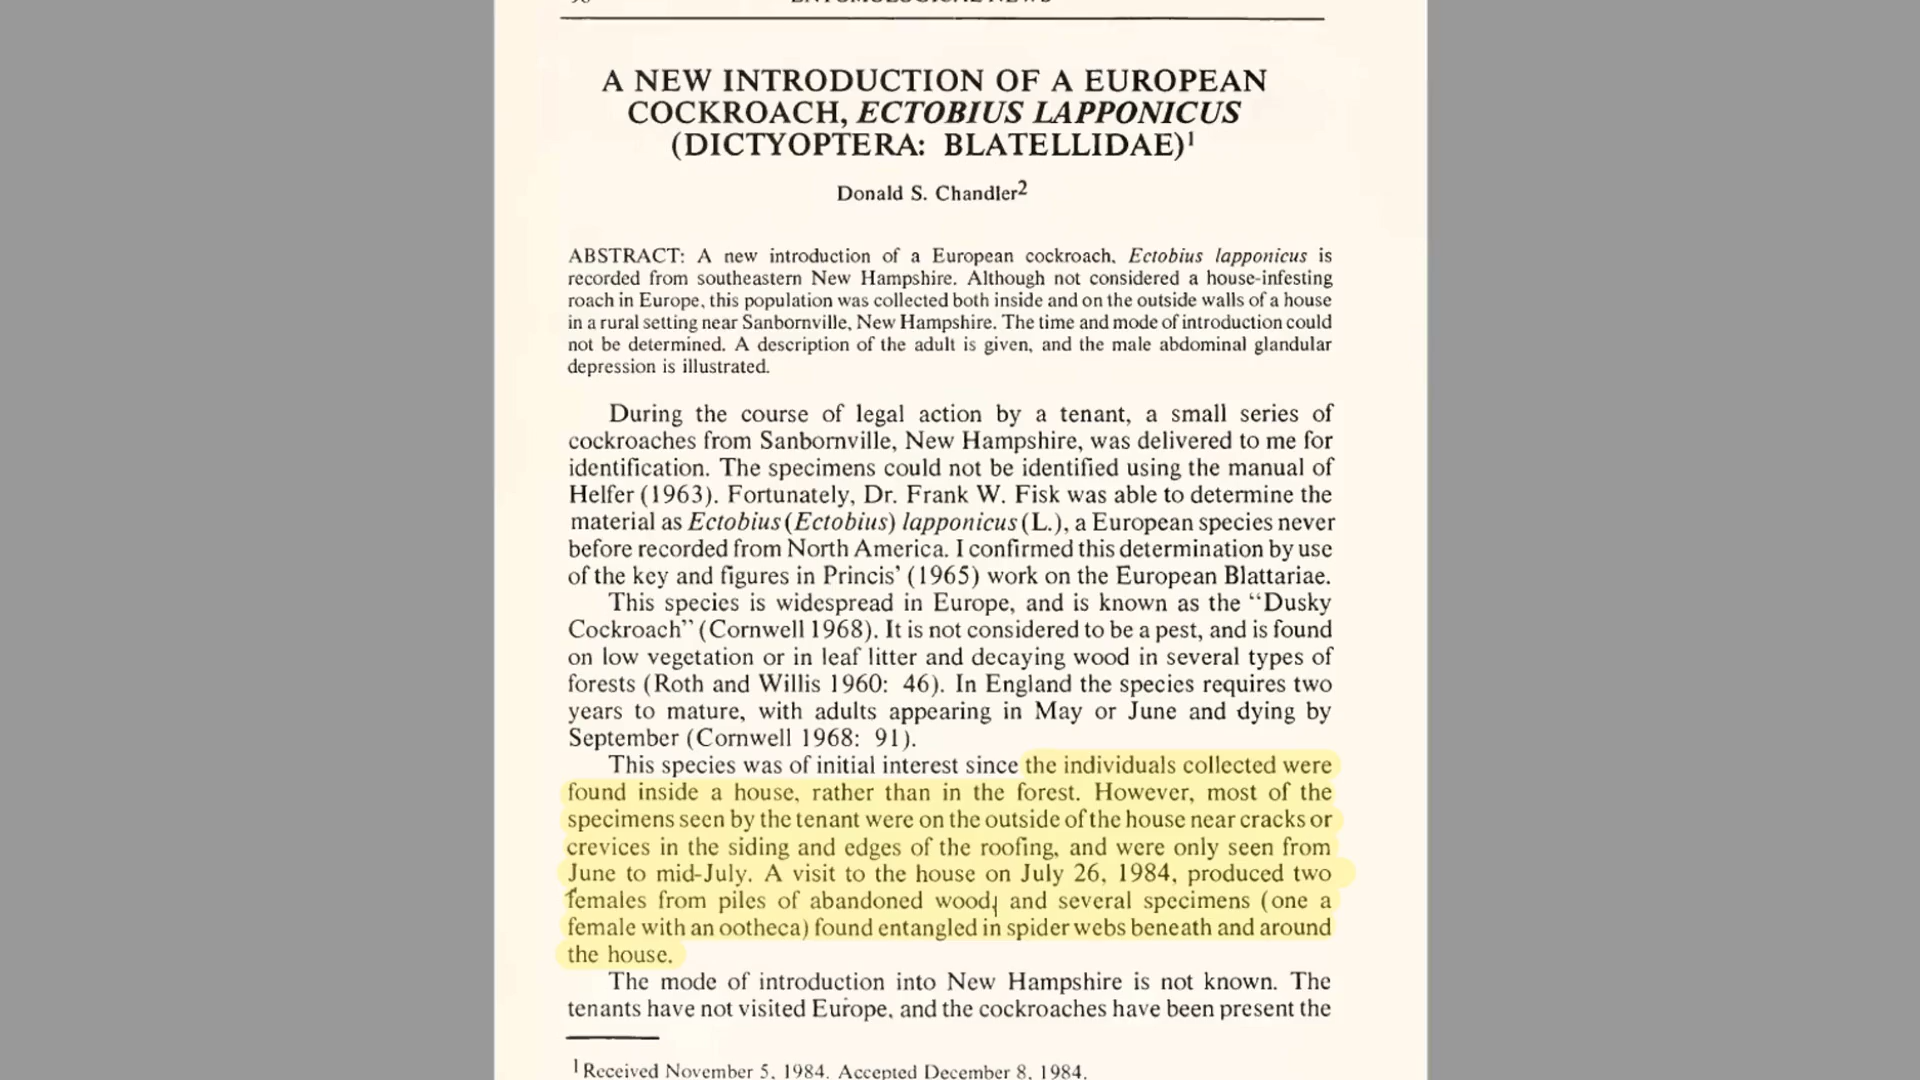 A NEW INTRODUCTION OF A EUROPEAN
COCKROACH, ECTOBIUS LAPPONICUS
(DICTYOPTERA: BLATELLIDAE)¹
Donald S. Chandler²
ABSTRACT: A new introduction of a European cockroach, Ectobius lapponicus is
recorded from southeastern New Hampshire. Although not considered a house-infesting
roach in Europe, this population was collected both inside and on the outside walls of a house
in a rural setting near Sanbornville, New Hampshire. The time and mode of introduction could
not be determined. A description of the adult is given, and the male abdominal glandular
depression is illustrated.
During the course of legal action by a tenant, a small series of
cockroaches from Sanbornville, New Hampshire, was delivered to me for
identification. The specimens could not be identified using the manual of
Helfer (1963). Fortunately, Dr. Frank W. Fisk was able to determine the
material as Ectobius (Ectobius) lapponicus (L.), a European species never
before recorded from North America. I confirmed this determination by use
of the key and figures in Princis’ (1965) work on the European Blattariae.
This species is widespread in Europe, and is known as the “Dusky
Cockroach” (Cornwell 1968). It is not considered to be a pest, and is found
on low vegetation or in leaf litter and decaying wood in several types of
forests (Roth and Willis 1960: 46). In England the species requires two
years to mature, with adults appearing in May or June and dying by
September (Cornwell 1968: 91).
This species was of initial interest since the individuals collected were
found inside a house, rather than in the forest. However, most of the
specimens seen by the tenant were on the outside of the house near cracks or
crevices in the siding and edges of the roofing, and were only seen from
June to mid-July. A visit to the house on July 26, 1984, produced two
females from piles of abandoned wood, and several specimens (one a
female with an ootheca) found entangled in spider webs beneath and around
the house.
The mode of introduction into New Hampshire is not known. The
tenants have not visited Europe, and the cockroaches have been present the
¹Received November 5, 1984. Accepted December 8, 1984.